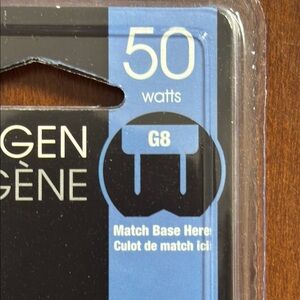 50
watts
GEN
GÈNE
G8
Match Base Here
Culot de match ici